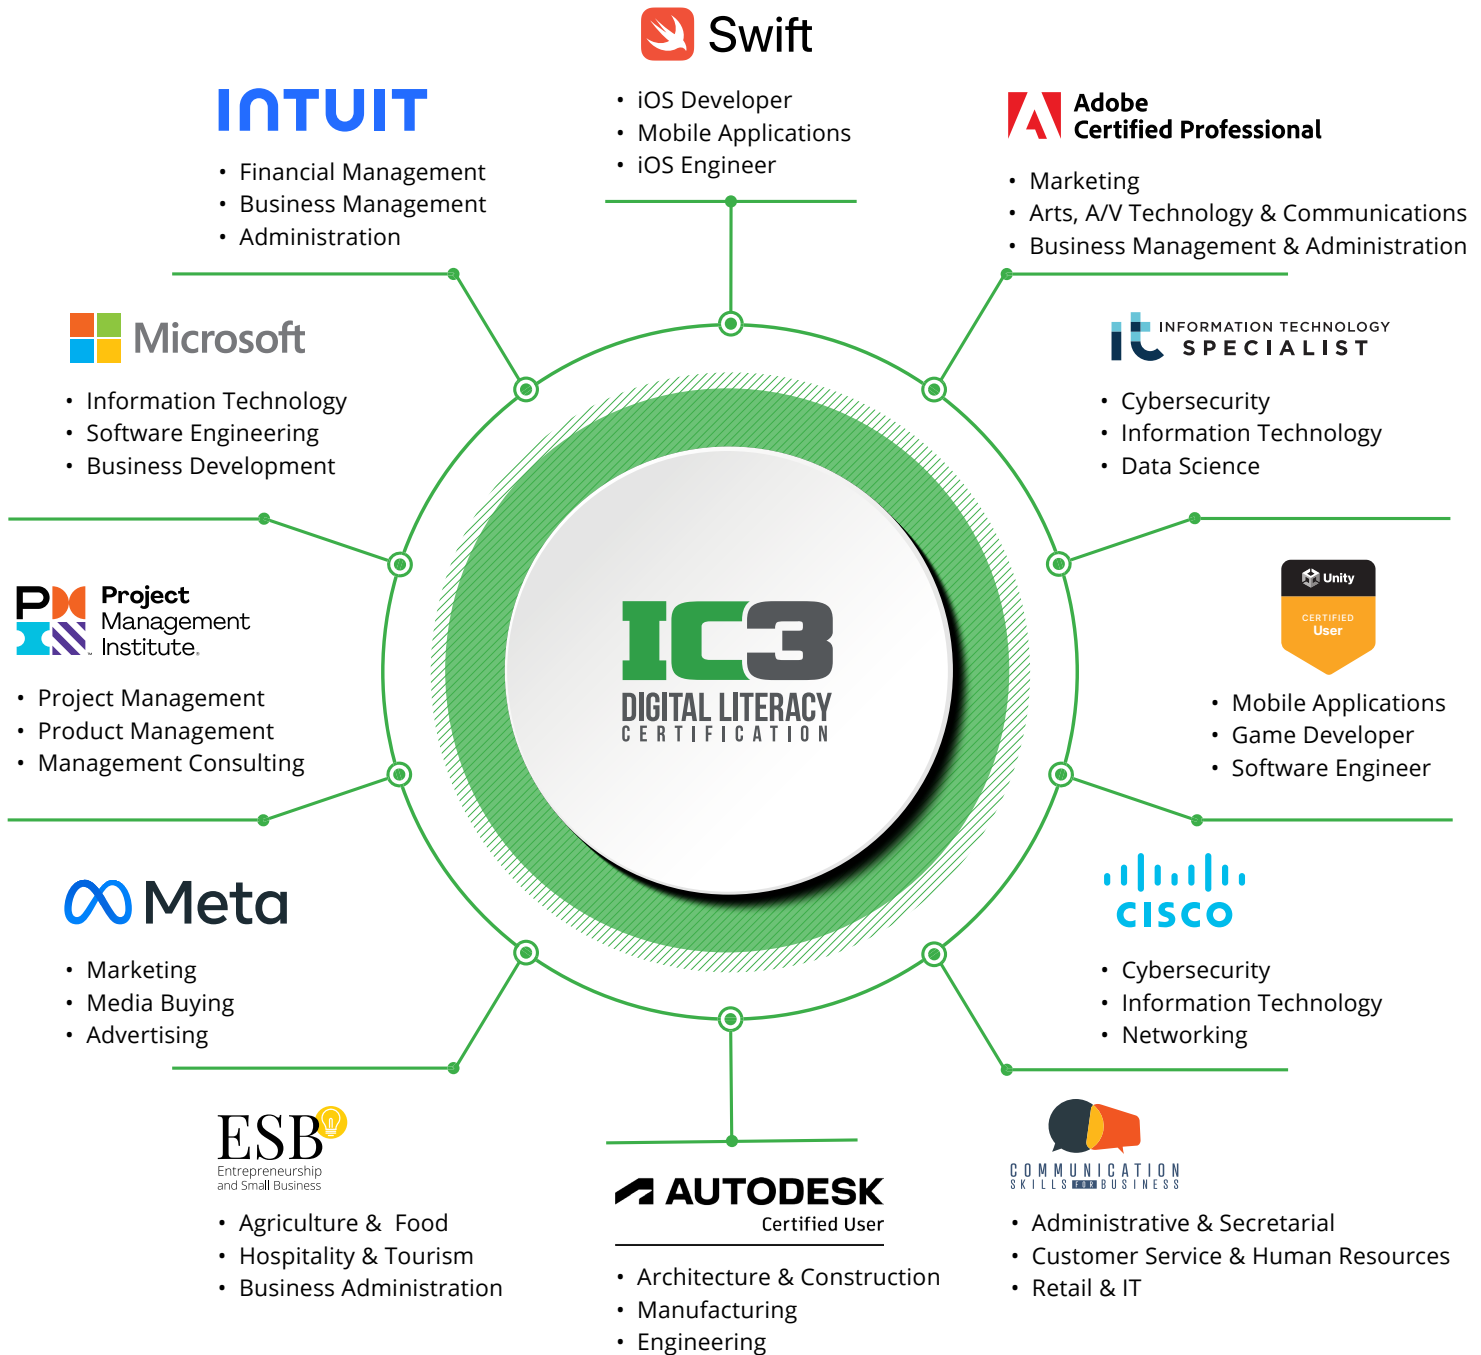 Swift
• iOS Developer
• Mobile Applications
• iOS Engineer
INTUIT
• Financial Management
• Business Management
• Administration
Adobe
Certified Professional
• Marketing
• Arts, A/V Technology & Communications
• Business Management & Administration
Microsoft
• Information Technology
• Software Engineering
• Business Development
it INFORMATION TECHNOLOGY
SPECIALIST
• Cybersecurity
• Information Technology
• Data Science
PM
Project
Management
Institute.
• Project Management
• Product Management
• Management Consulting
IC3
DIGITAL LITERACY
CERTIFICATION
Unity
CERTIFIED
User
• Mobile Applications
• Game Developer
• Software Engineer
Meta
• Marketing
• Media Buying
• Advertising
CISCO
• Cybersecurity
• Information Technology
• Networking
ESB
Entrepreneurship
and Small Business
• Agriculture & Food
• Hospitality & Tourism
• Business Administration
AUTODESK
Certified User
• Architecture & Construction
• Manufacturing
• Engineering
COMMUNICATION
SKILLS FOR BUSINESS
• Administrative & Secretarial
• Customer Service & Human Resources
• Retail & IT